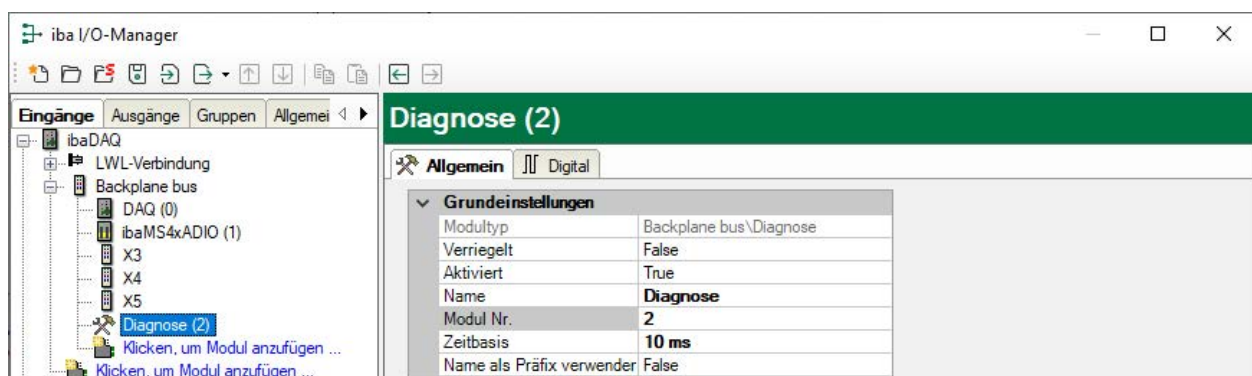 iba I/O-Manager
Eingänge Ausgänge Gruppen Allgemei
Diagnose (2)
ibaDAQ
LWL-Verbindung
Backplane bus
DAQ (0)
ibaMS4xADIO (1)
X3
X4
X5
Diagnose (2)
Klicken, um Modul anzufügen ...
Klicken, um Modul anzufügen ...
Allgemein Digital
Grundeinstellungen
Modultyp Backplane bus\Diagnose
Verriegelt False
Aktiviert True
Name Diagnose
Modul Nr. 2
Zeitbasis 10 ms
Name als Präfix verwender False